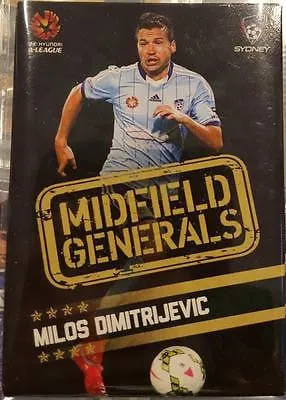 HYUNDAI
A-LEAGUE
SYDNEY
MIDFIELD
GENERALS
MILOS DIMITRIJEVIC